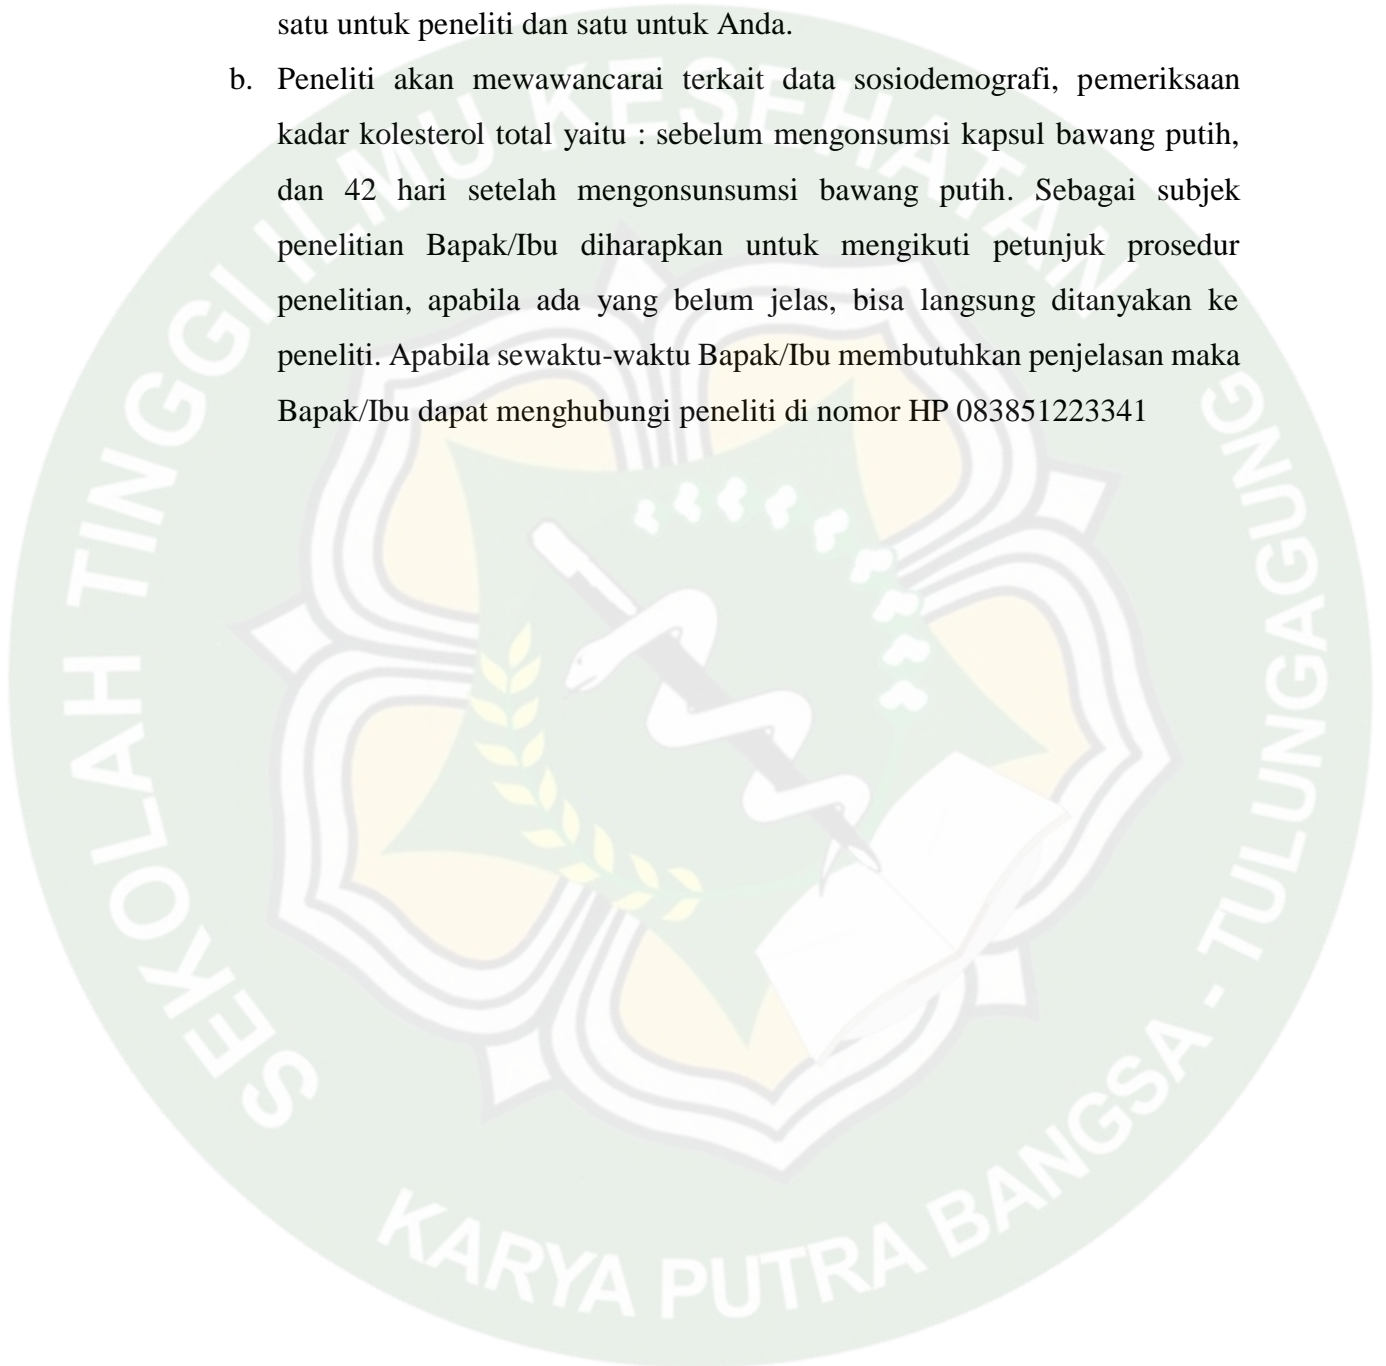 satu untuk peneliti dan satu untuk Anda.
b. Peneliti akan mewawancarai terkait data sosiodemografi, pemeriksaan
kadar kolesterol total yaitu : sebelum mengonsumsi kapsul bawang putih,
dan 42 hari setelah mengonsunsumsi bawang putih. Sebagai subjek
penelitian Bapak/Ibu diharapkan untuk mengikuti petunjuk prosedur
penelitian, apabila ada yang belum jelas, bisa langsung ditanyakan ke
peneliti. Apabila sewaktu-waktu Bapak/Ibu membutuhkan penjelasan maka
Bapak/Ibu dapat menghubungi peneliti di nomor HP 083851223341
SEKOLAH TINGGI ILMU KESEHATAN
KARYA PUTRA BANGSA - TULUNGAGUNG